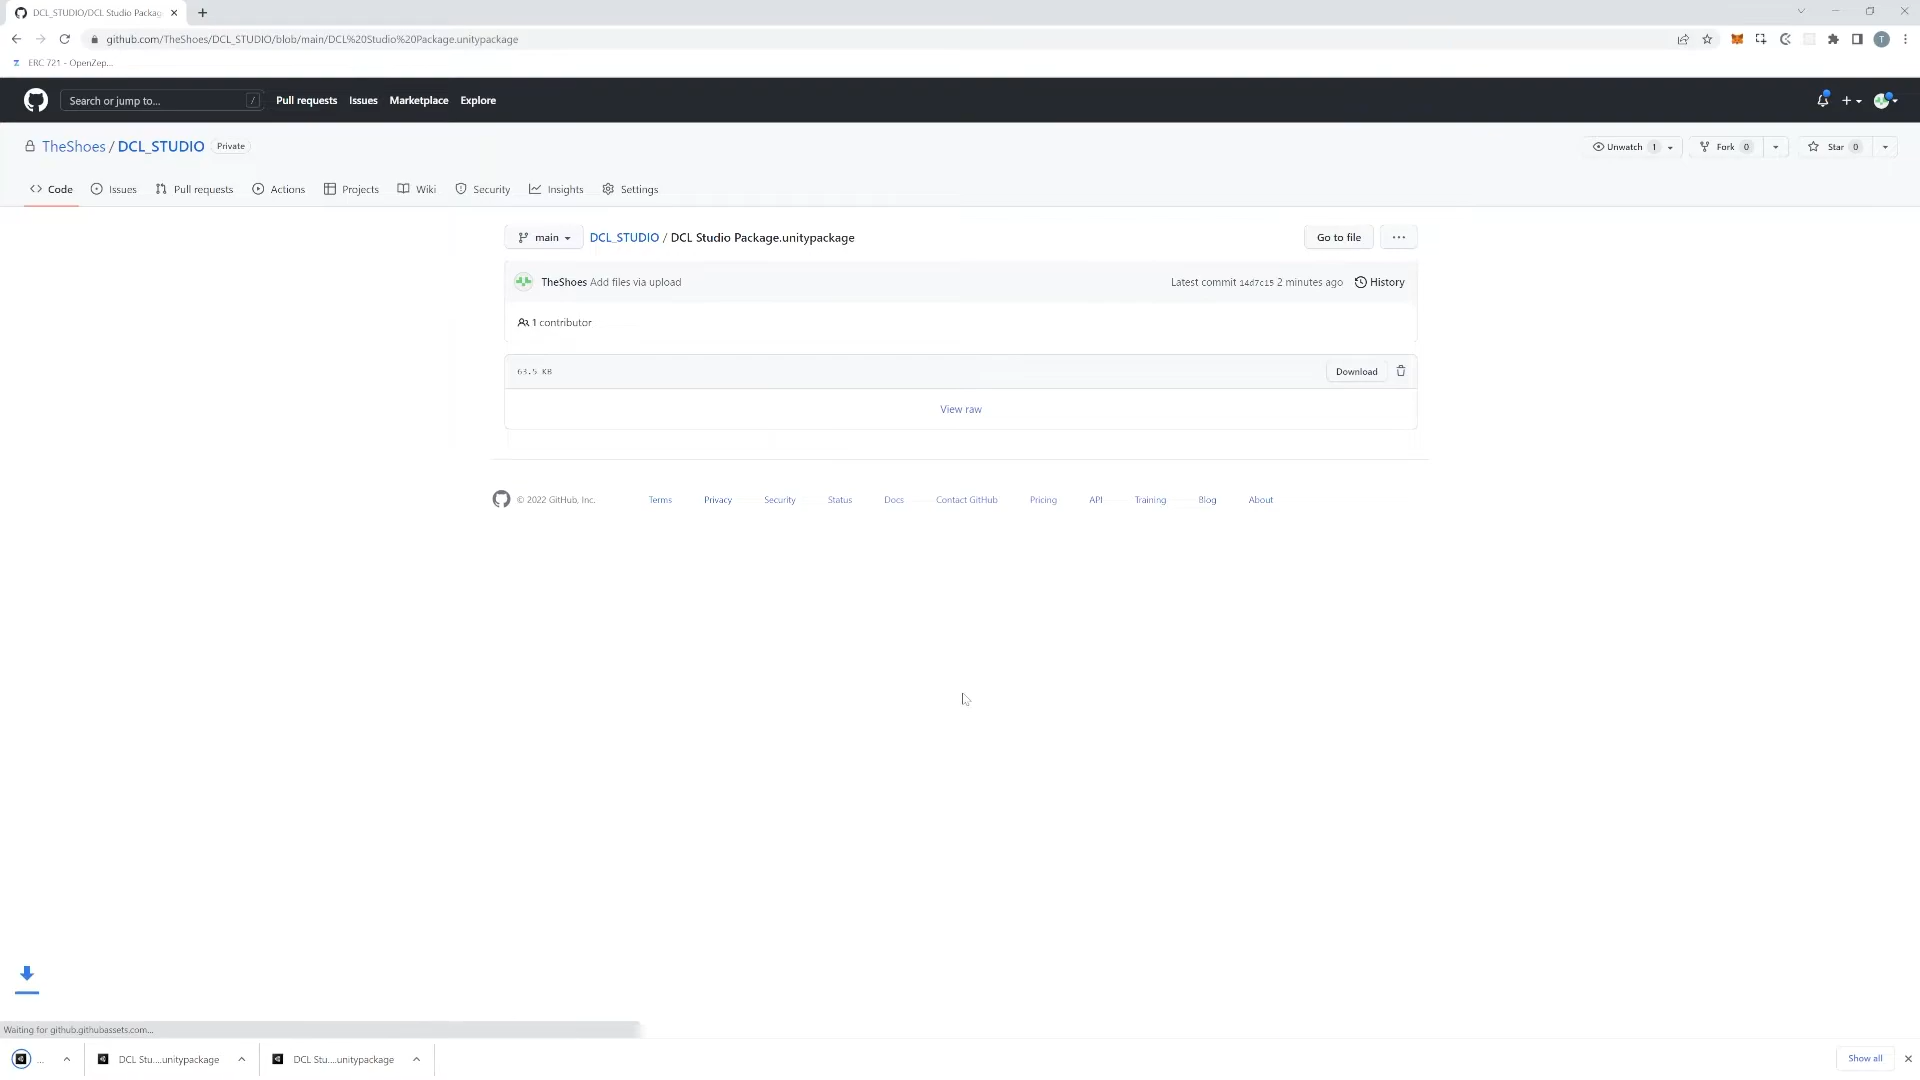 DCL_STUDIO/DCL Studio Packag
github.com/TheShoes/DCL_STUDIO/blob/main/DCL%20Studio%20Package.unitypackage
T
ERC 721 - OpenZep...
Search or jump to... /
Pull requests Issues Marketplace Explore
TheShoes / DCL_STUDIO Private
Unwatch 1 Fork 0 Star 0
Code Issues Pull requests Actions Projects Wiki Security Insights Settings
main DCL_STUDIO / DCL Studio Package.unitypackage Go to file ...
TheShoes Add files via upload Latest commit 14d7c15 2 minutes ago History
1 contributor
63.5 KB Download
View raw
© 2022 GitHub, Inc. Terms Privacy Security Status Docs Contact GitHub Pricing API Training Blog About
Waiting for github.githubassets.com...
... DCL Stu....unitypackage DCL Stu....unitypackage Show all